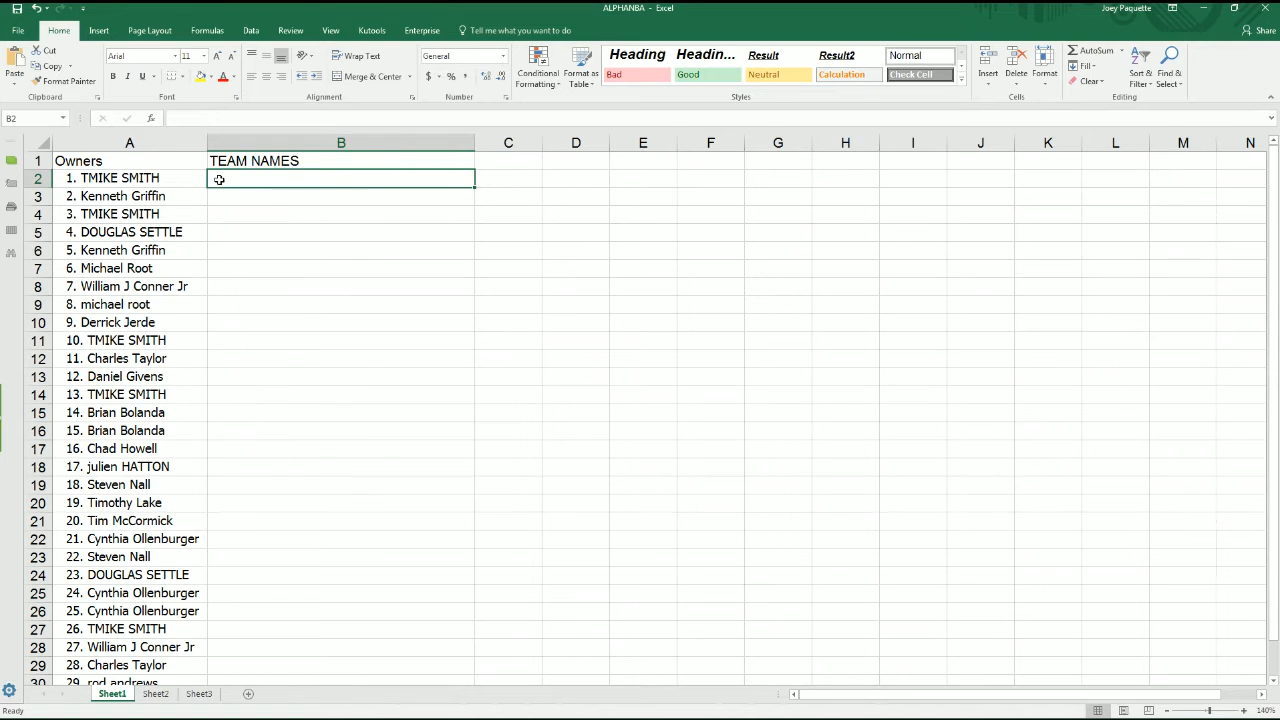 ALPHANBA - Excel
Joey Paquette
File Home Insert Page Layout Formulas Data Review View Kutools Enterprise Tell me what you want to do
Share
Paste
Cut
Copy
Format Painter
Clipboard
Arial 11
B I U
Font
Wrap Text
Merge & Center
Alignment
General
$ % ,
Number
Conditional Formatting
Format as Table
Heading Headin... Result Result2 Normal
Bad Good Neutral Calculation Check Cell
Styles
Insert Delete Format
Cells
AutoSum
Fill
Clear
Sort & Filter
Find & Select
Editing
B2
fx
A B C D E F G H I J K L M N
1 Owners TEAM NAMES
2 1. TMIKE SMITH
3 2. Kenneth Griffin
4 3. TMIKE SMITH
5 4. DOUGLAS SETTLE
6 5. Kenneth Griffin
7 6. Michael Root
8 7. William J Conner Jr
9 8. michael root
10 9. Derrick Jerde
11 10. TMIKE SMITH
12 11. Charles Taylor
13 12. Daniel Givens
14 13. TMIKE SMITH
15 14. Brian Bolanda
16 15. Brian Bolanda
17 16. Chad Howell
18 17. julien HATTON
19 18. Steven Nall
20 19. Timothy Lake
21 20. Tim McCormick
22 21. Cynthia Ollenburger
23 22. Steven Nall
24 23. DOUGLAS SETTLE
25 24. Cynthia Ollenburger
26 25. Cynthia Ollenburger
27 26. TMIKE SMITH
28 27. William J Conner Jr
29 28. Charles Taylor
30 29. rod andrews
Sheet1 Sheet2 Sheet3
Ready
140%